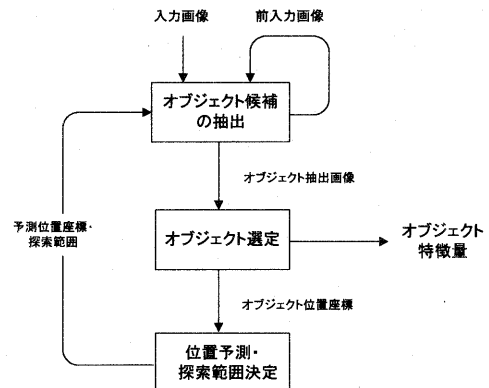 入力画像
前入力画像
オブジェクト候補
の抽出
オブジェクト抽出画像
予測位置座標・
探索範囲
オブジェクト選定
オブジェクト
特徴量
オブジェクト位置座標
位置予測・
探索範囲決定